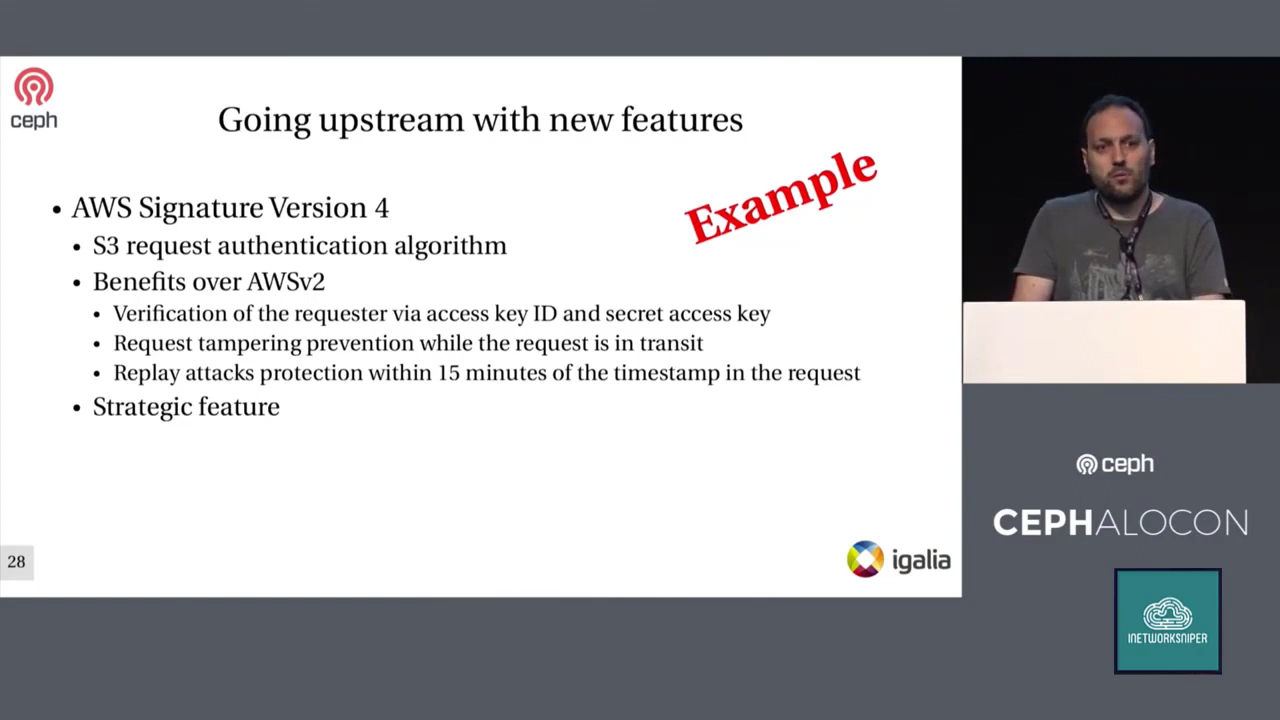 ceph
Going upstream with new features
Example
• AWS Signature Version 4
• S3 request authentication algorithm
• Benefits over AWSv2
• Verification of the requester via access key ID and secret access key
• Request tampering prevention while the request is in transit
• Replay attacks protection within 15 minutes of the timestamp in the request
• Strategic feature
28
igalia
ceph
CEPHALOCON
INETWORKSNIPER